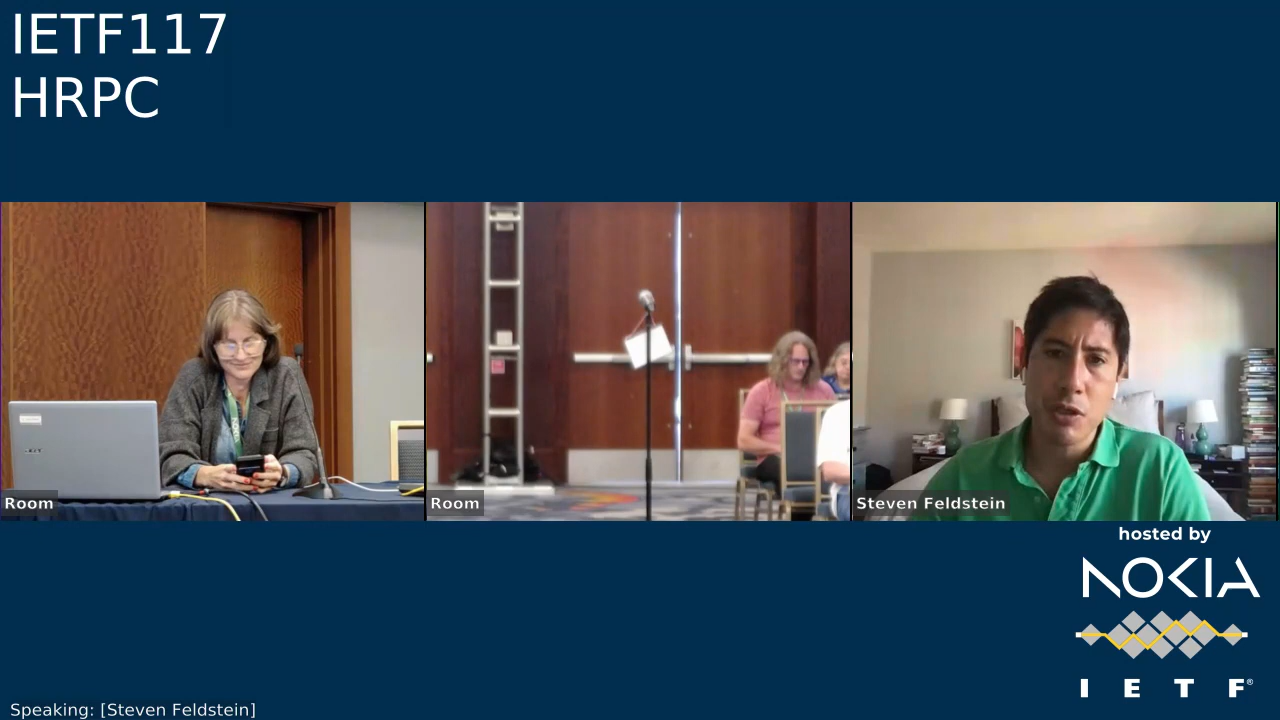 IETF117
HRPC
Room
Room
Steven Feldstein
hosted by
NOKIA
I E T F®
Speaking: [Steven Feldstein]